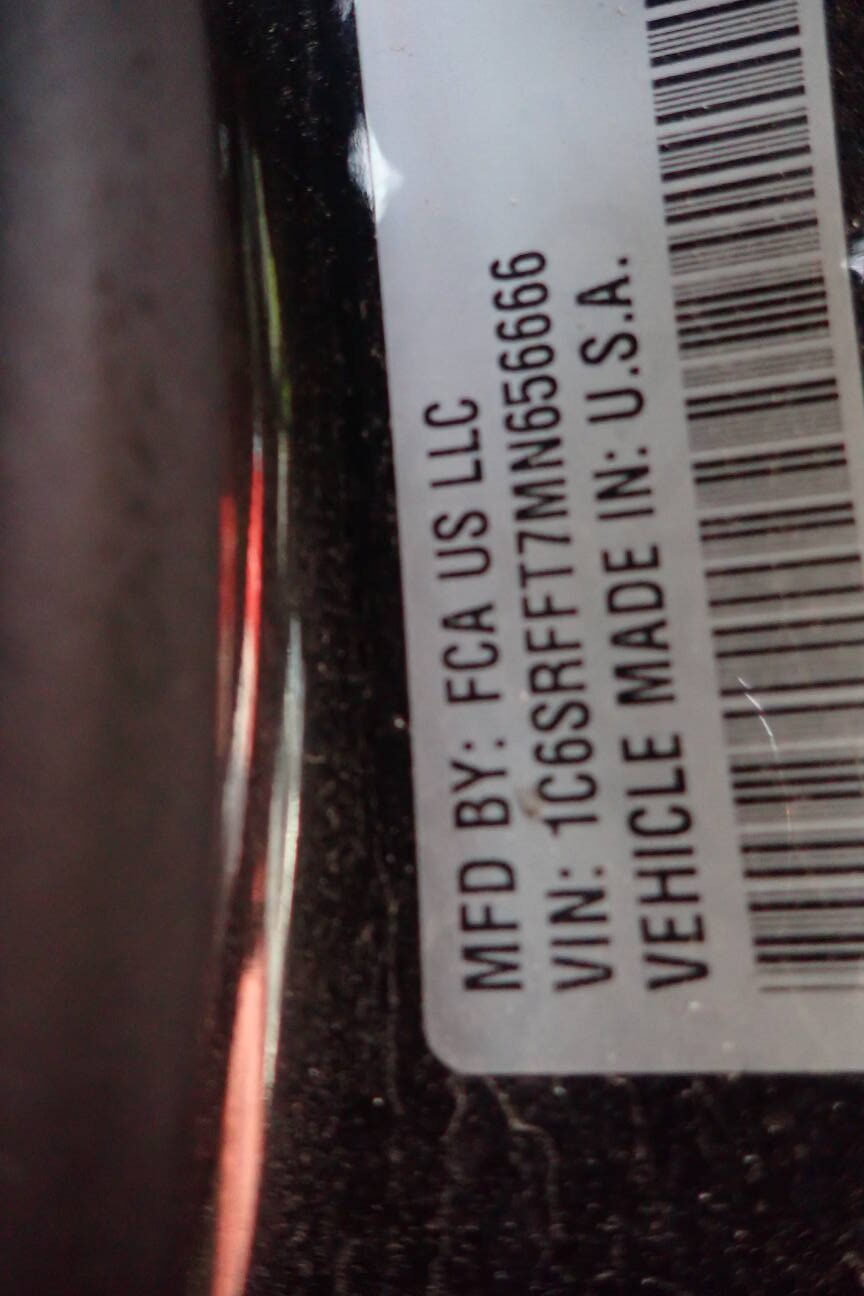 MFD BY: FCA US LLC
VIN: 1C6SRFFT7MN656666
VEHICLE MADE IN: U.S.A.